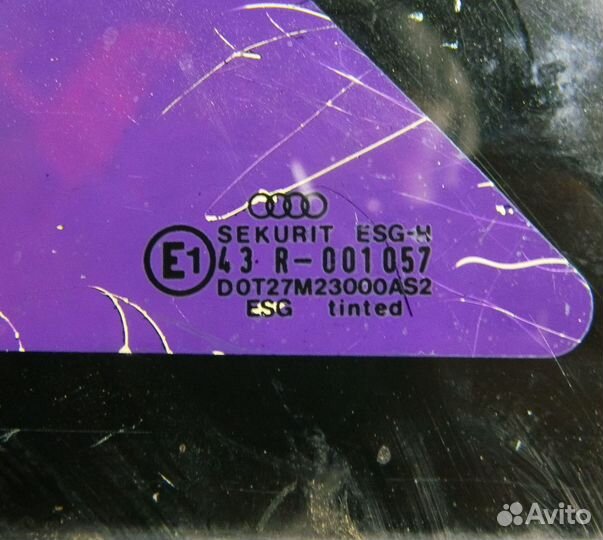 SEKURIT ESG-H
E1 43 R-001057
DOT27M23000AS2
ESG tinted
Avito